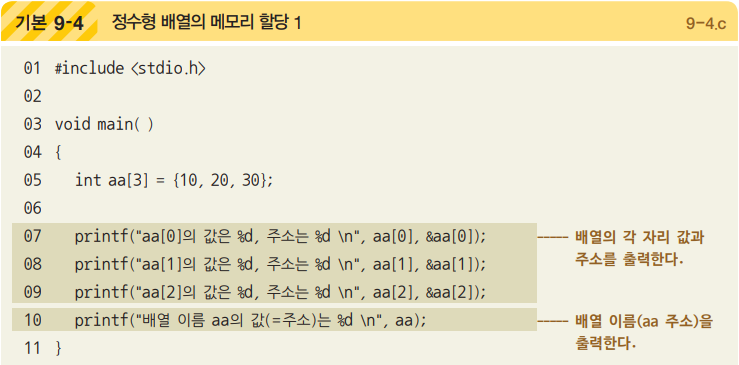 기본 9-4 정수형 배열의 메모리 할당 1 9-4.c
01 #include <stdio.h>
02
03 void main( )
04 {
05 int aa[3] = {10, 20, 30};
06
07 printf("aa[0]의 값은 %d, 주소는 %d \n", aa[0], &aa[0]);
08 printf("aa[1]의 값은 %d, 주소는 %d \n", aa[1], &aa[1]);
09 printf("aa[2]의 값은 %d, 주소는 %d \n", aa[2], &aa[2]);
10 printf("배열 이름 aa의 값(=주소)는 %d \n", aa);
11 }
배열의 각 자리 값과
주소를 출력한다.
배열 이름(aa 주소)을
출력한다.